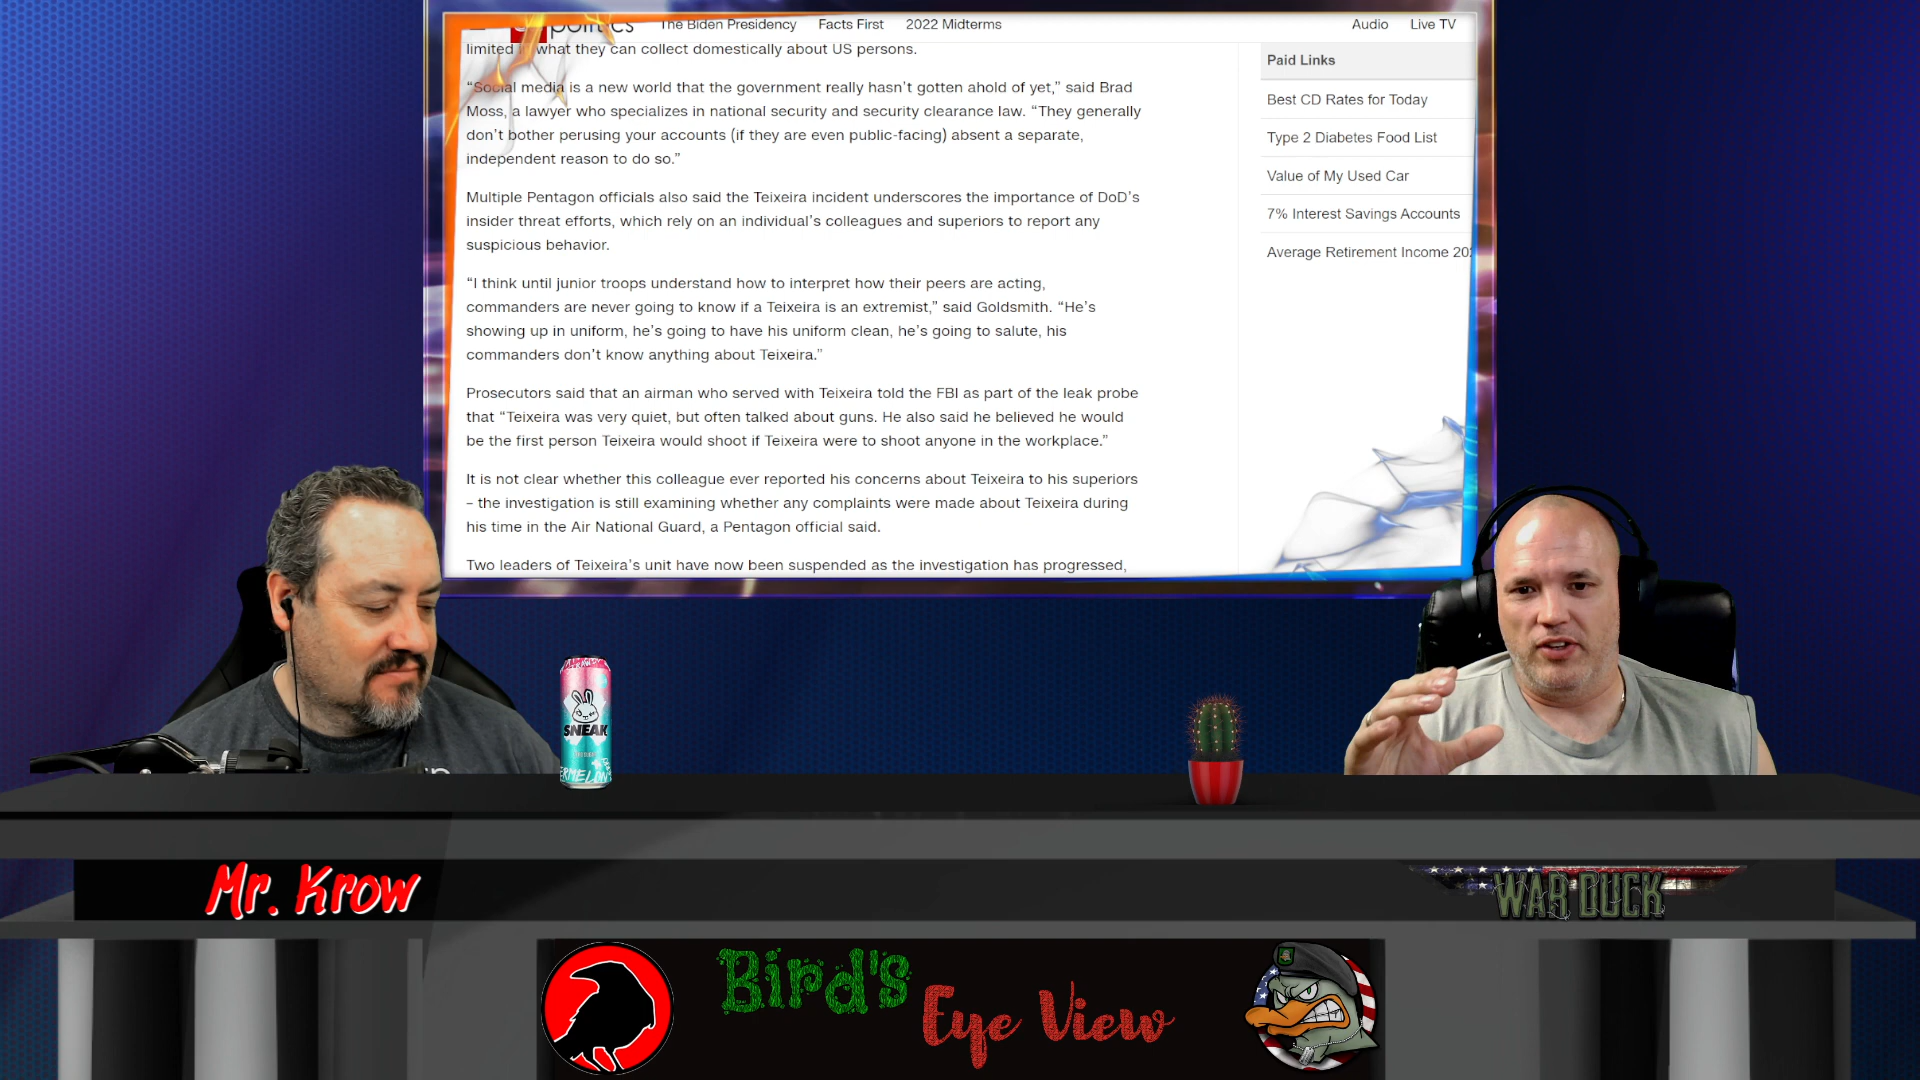 politics
The Biden Presidency
Facts First
2022 Midterms
Audio
Live TV
limited in what they can collect domestically about US persons.
“Social media is a new world that the government really hasn’t gotten ahold of yet,” said Brad
Moss, a lawyer who specializes in national security and security clearance law. “They generally
don’t bother perusing your accounts (if they are even public-facing) absent a separate,
independent reason to do so.”
Multiple Pentagon officials also said the Teixeira incident underscores the importance of DoD’s
insider threat efforts, which rely on an individual’s colleagues and superiors to report any
suspicious behavior.
“I think until junior troops understand how to interpret how their peers are acting,
commanders are never going to know if a Teixeira is an extremist,” said Goldsmith. “He’s
showing up in uniform, he’s going to have his uniform clean, he’s going to salute, his
commanders don’t know anything about Teixeira.”
Prosecutors said that an airman who served with Teixeira told the FBI as part of the leak probe
that “Teixeira was very quiet, but often talked about guns. He also said he believed he would
be the first person Teixeira would shoot if Teixeira were to shoot anyone in the workplace.”
It is not clear whether this colleague ever reported his concerns about Teixeira to his superiors
– the investigation is still examining whether any complaints were made about Teixeira during
his time in the Air National Guard, a Pentagon official said.
Two leaders of Teixeira’s unit have now been suspended as the investigation has progressed,
Paid Links
Best CD Rates for Today
Type 2 Diabetes Food List
Value of My Used Car
7% Interest Savings Accounts
Average Retirement Income 20
SNEAK
Mr. Krow
WAR DUCK
Bird's
Eye View